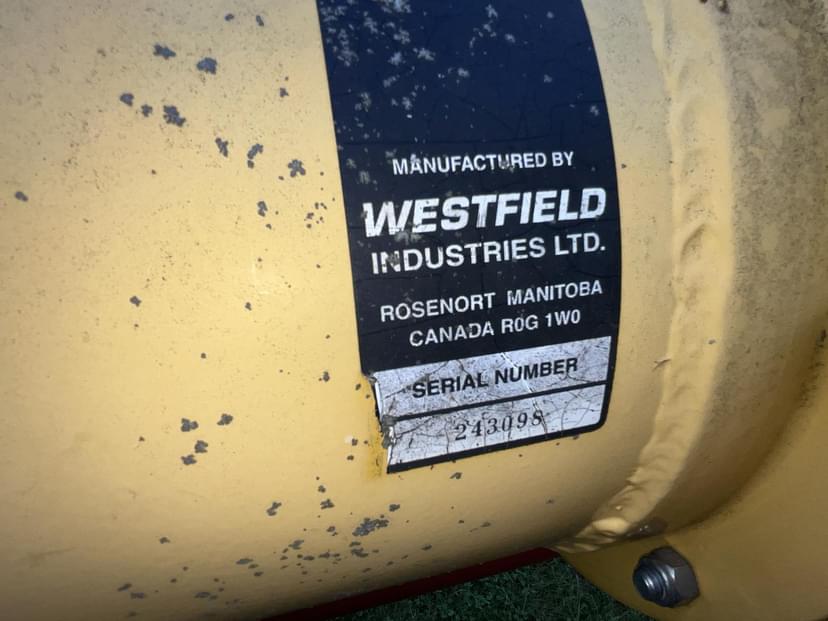 MANUFACTURED BY
WESTFIELD
INDUSTRIES LTD.
ROSENORT MANITOBA
CANADA R0G 1W0
SERIAL NUMBER
243098